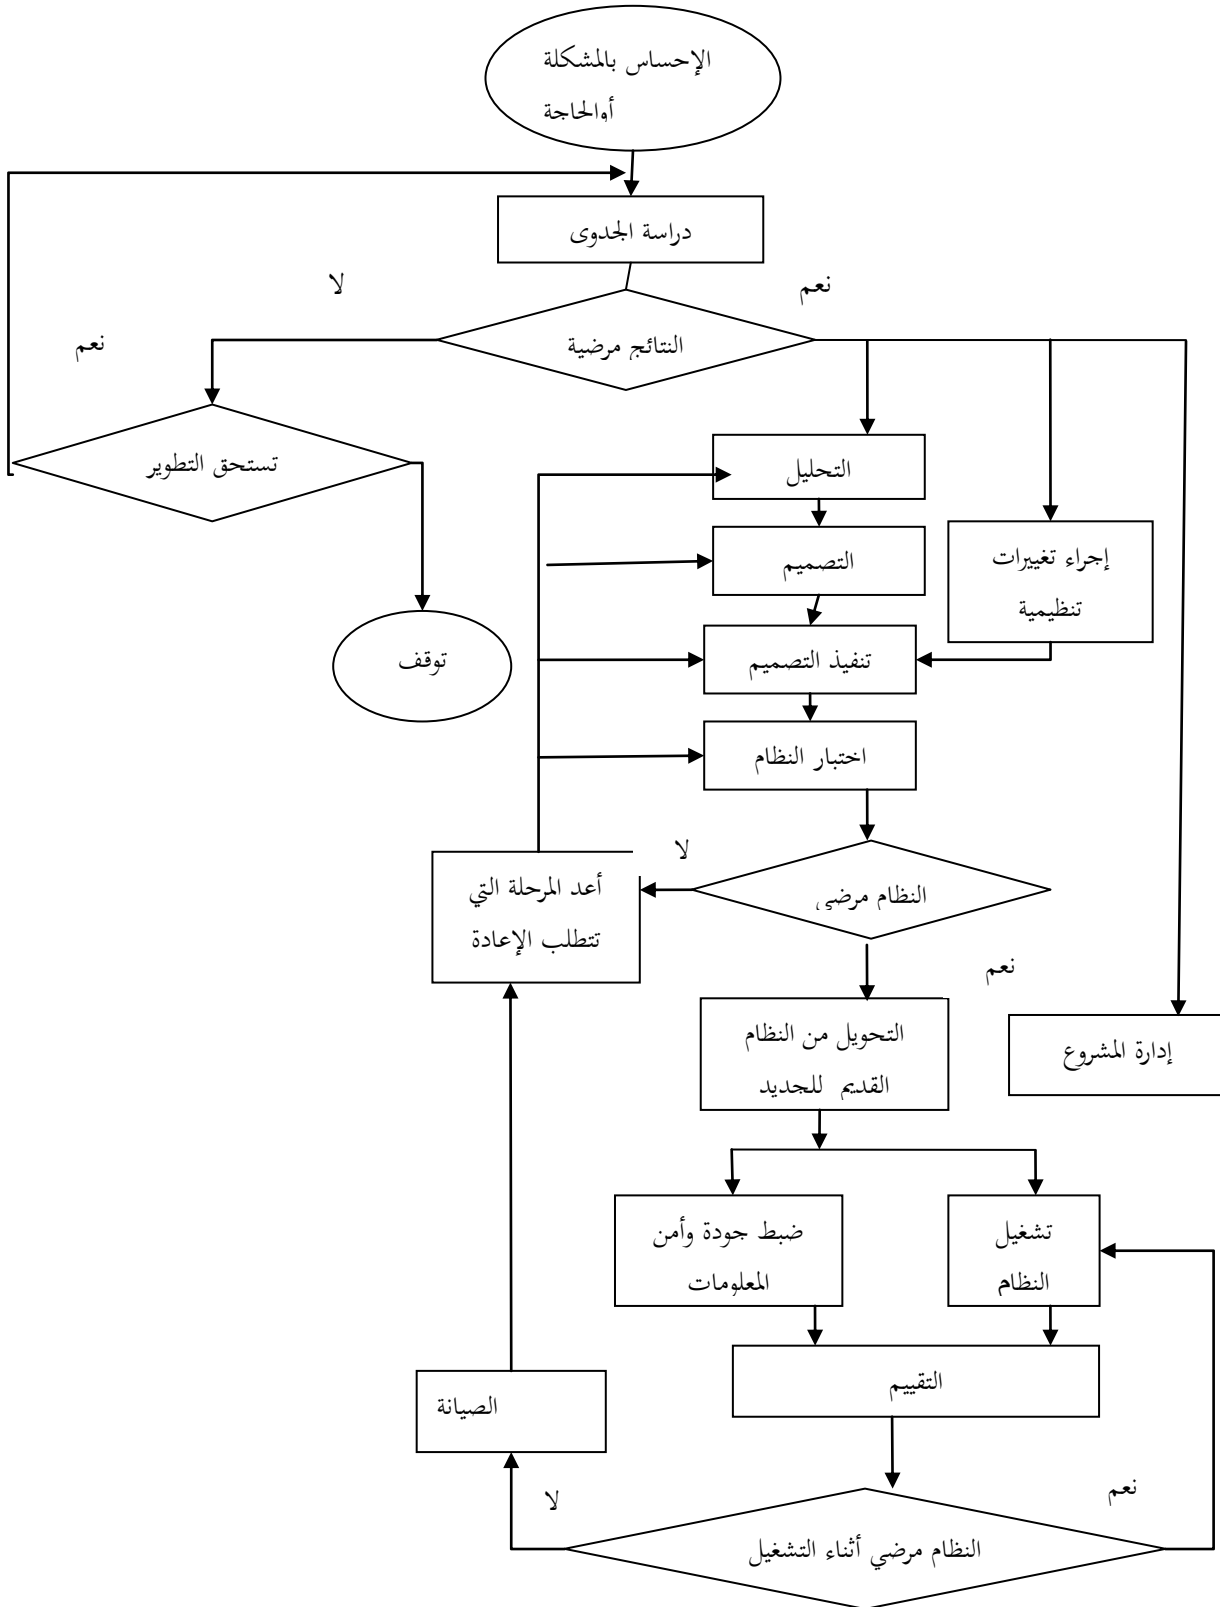 الإحساس بالمشكلة
أوالحاجة
دراسة الجدوى
لا
نعم
النتائج مرضية
نعم
تستحق التطوير
التحليل
إجراء تغييرات
تنظيمية
التصميم
توقف
تنفيذ التصميم
اختبار النظام
لا
أعد المرحلة التي
تتطلب الإعادة
النظام مرضي
نعم
التحويل من النظام
القديم للجديد
إدارة المشروع
ضبط جودة وأمن
المعلومات
تشغيل
النظام
التقييم
الصيانة
لا
نعم
النظام مرضي أثناء التشغيل